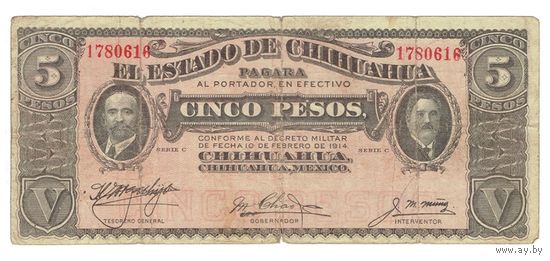 CINCO
5
PESOS
V
1780616
1780616
EL ESTADO DE CHIHUAHUA
PAGARA
AL PORTADOR, EN EFECTIVO
CINCO PESOS,
CONFORME AL DECRETO MILITAR
DE FECHA 10 DE FEBRERO DE 1914
SERIE C
SERIE C
CHIHUAHUA,
CHIHUAHUA, MEXICO.
TESORERO GENERAL
GOBERNADOR
INTERVENTOR
CINCO
5
PESOS
V
www.ay.by